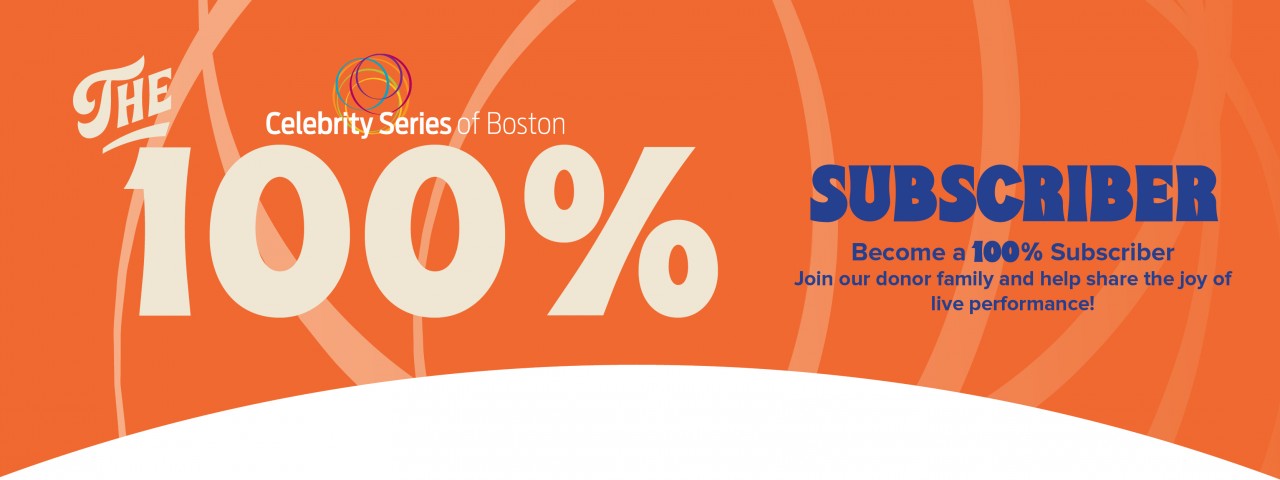 THE
Celebrity Series of Boston
100%
SUBSCRIBER
Become a 100% Subscriber
Join our donor family and help share the joy of
live performance!